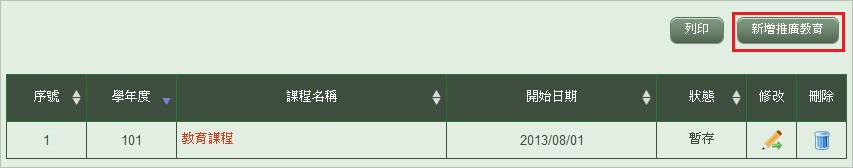 列印 新增推廣教育
序號 學年度 課程名稱 開始日期 狀態 修改 刪除
1 101 教育課程 2013/08/01 暫存